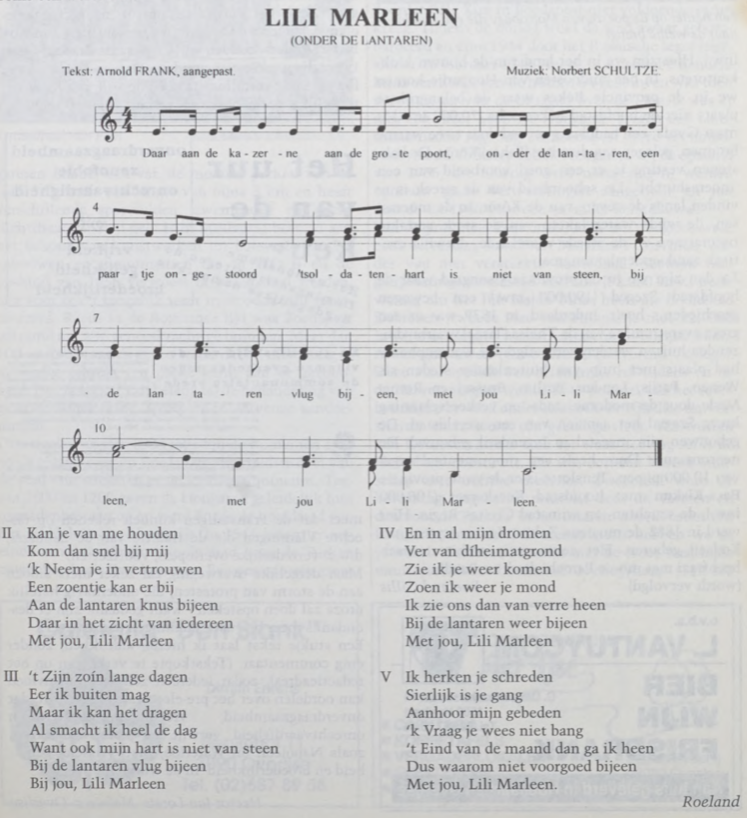 LILI MARLEEN
(ONDER DE LANTAREN)
Tekst: Arnold FRANK, aangepast. Muziek: Norbert SCHULTZE
4 4
Daar aan de ka - zer - ne aan de gro - te poort, on - der de lan - ta - ren, een
4
paar - tje on - ge - stoord 'tsol - da - ten - hart is niet van steen, bij
7
- de lan - ta - ren vlug bij - een, met jou Li - li Mar -
10
leen, met jou Li - li Mar - leen.
II Kan je van me houden
Kom dan snel bij mij
'k Neem je in vertrouwen
Een zoentje kan er bij
Aan de lantaren knus bijeen
Daar in het zicht van iedereen
Met jou, Lili Marleen
III 't Zijn zoín lange dagen
Eer ik buiten mag
Maar ik kan het dragen
Al smacht ik heel de dag
Want ook mijn hart is niet van steen
Bij de lantaren vlug bijeen
Bij jou, Lili Marleen
IV En in al mijn dromen
Ver van díheimatgrond
Zie ik je weer komen
Zoen ik weer je mond
Ik zie ons dan van verre heen
Bij de lantaren weer bijeen
Met jou, Lili Marleen
V Ik herken je schreden
Sierlijk is je gang
Aanhoor mijn gebeden
'k Vraag je wees niet bang
't Eind van de maand dan ga ik heen
Dus waarom niet voorgoed bijeen
Met jou, Lili Marleen.
Roeland